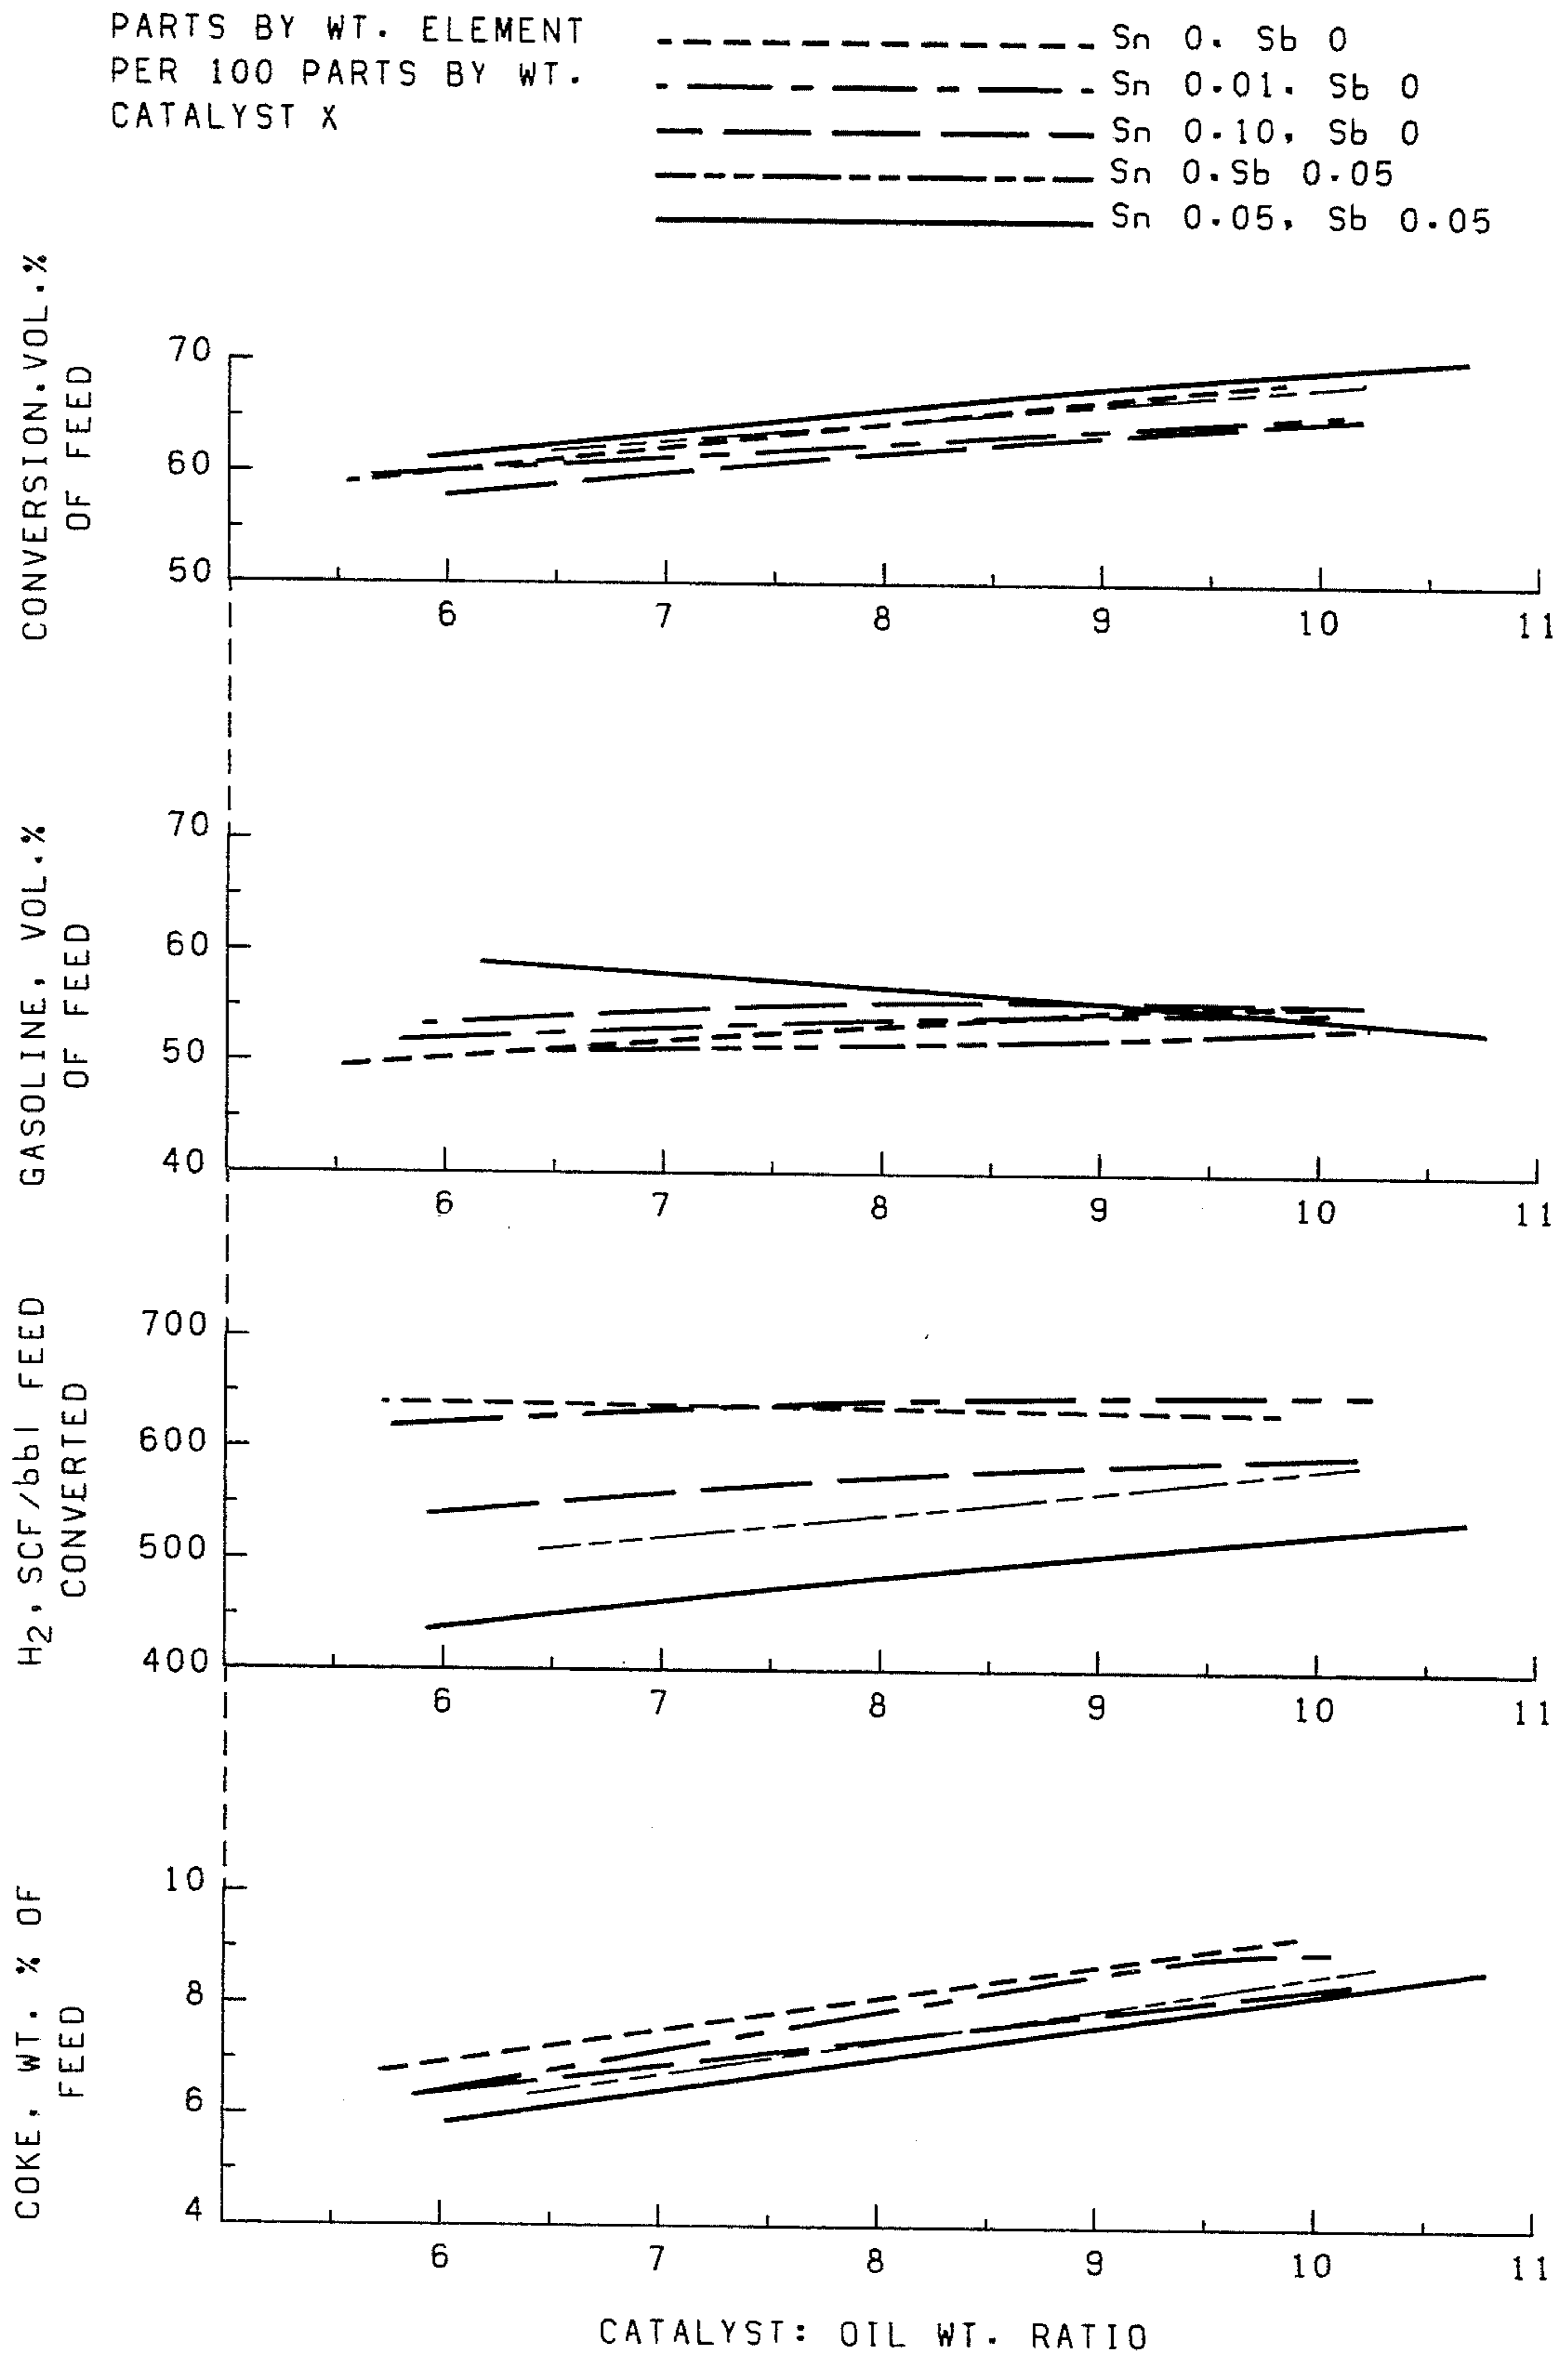 PARTS BY WT. ELEMENT
PER 100 PARTS BY WT.
CATALYST X
Sn 0. Sb 0
Sn 0.01. Sb 0
Sn 0.10, Sb 0
Sn 0.Sb 0.05
Sn 0.05, Sb 0.05
CONVERSION.VOL.%
OF FEED
70
60
50
6 7 8 9 10 11
GASOLINE, VOL.%
OF FEED
70
60
50
40
6 7 8 9 10 11
H2,SCF/bbl FEED
CONVERTED
700
600
500
400
6 7 8 9 10 11
COKE, WT. % OF
FEED
10
8
6
4
6 7 8 9 10 11
CATALYST: OIL WT. RATIO